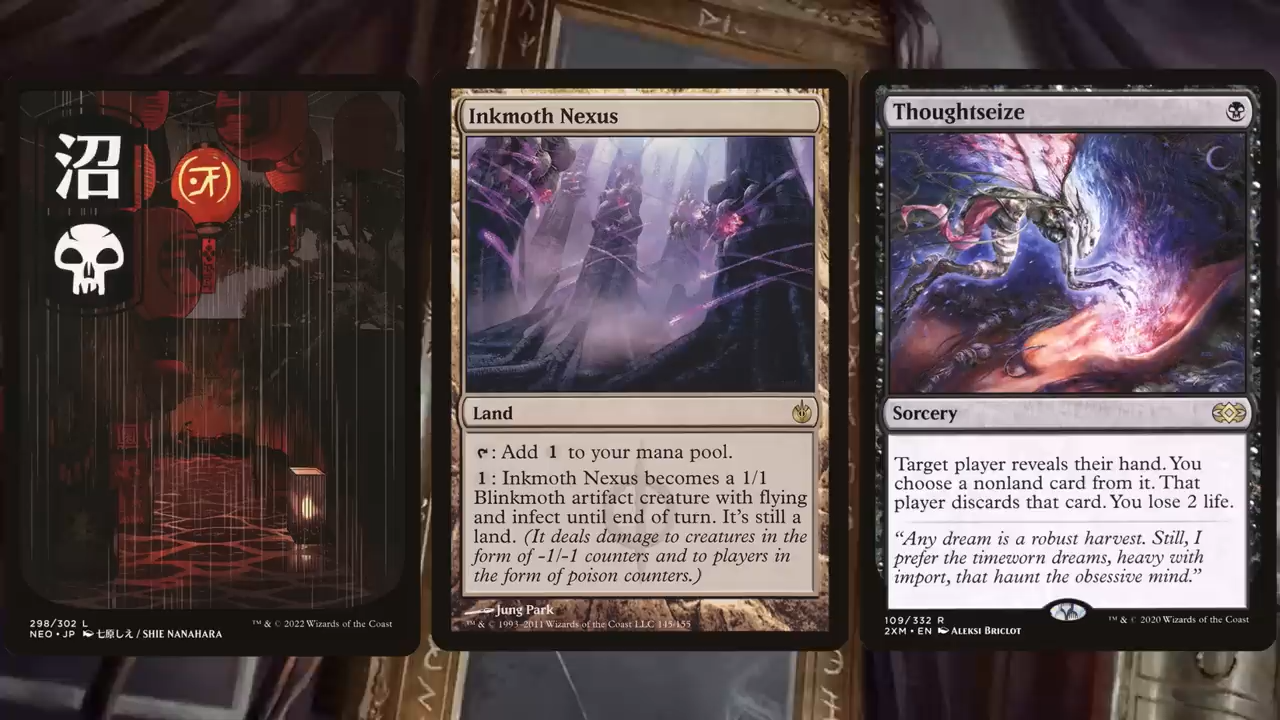 沼
298/302 L
NEO • JP 七原しえ / SHIE NANAHARA
™ & © 2022 Wizards of the Coast
Inkmoth Nexus
Land
: Add 1 to your mana pool.
1 : Inkmoth Nexus becomes a 1/1
Blinkmoth artifact creature with flying
and infect until end of turn. It's still a
land. (It deals damage to creatures in the
form of -1/-1 counters and to players in
the form of poison counters.)
Jung Park
™ & © 1993-2011 Wizards of the Coast LLC 145/155
Thoughtseize
Sorcery
Target player reveals their hand. You
choose a nonland card from it. That
player discards that card. You lose 2 life.
“Any dream is a robust harvest. Still, I
prefer the timeworn dreams, heavy with
import, that haunt the obsessive mind.”
109/332 R
2XM • EN ALEKSI BRICLOT
™ & © 2020 Wizards of the Coast